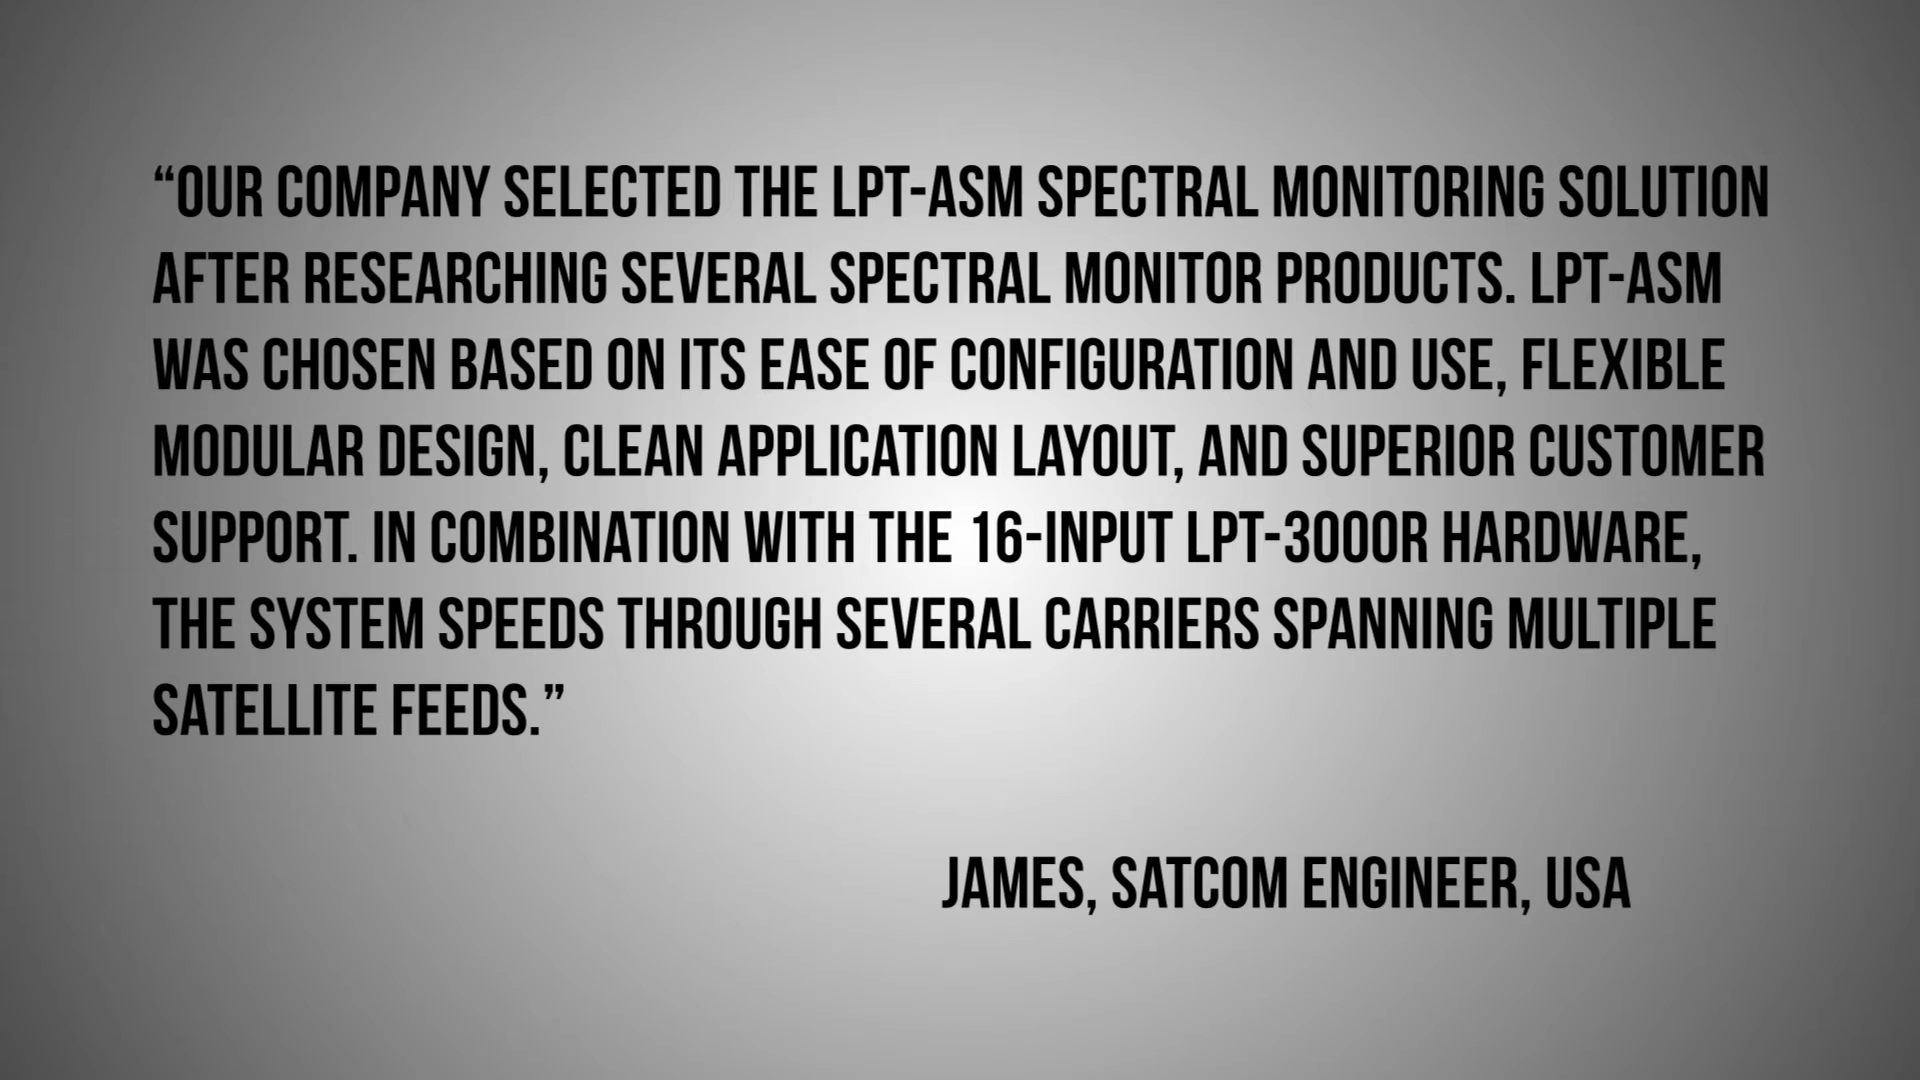 “OUR COMPANY SELECTED THE LPT-ASM SPECTRAL MONITORING SOLUTION
AFTER RESEARCHING SEVERAL SPECTRAL MONITOR PRODUCTS. LPT-ASM
WAS CHOSEN BASED ON ITS EASE OF CONFIGURATION AND USE, FLEXIBLE
MODULAR DESIGN, CLEAN APPLICATION LAYOUT, AND SUPERIOR CUSTOMER
SUPPORT. IN COMBINATION WITH THE 16-INPUT LPT-3000R HARDWARE,
THE SYSTEM SPEEDS THROUGH SEVERAL CARRIERS SPANNING MULTIPLE
SATELLITE FEEDS.”
JAMES, SATCOM ENGINEER, USA